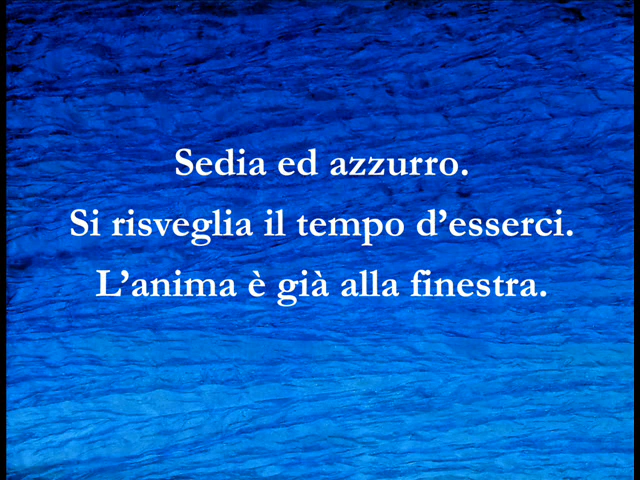 Sedia ed azzurro.
Si risveglia il tempo d’esserci.
L’anima è già alla finestra.